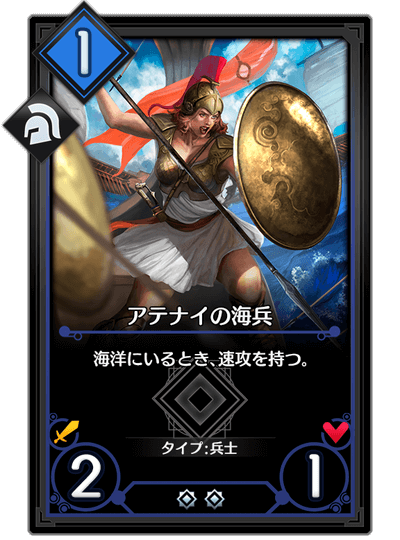 1
アテナイの海兵
海洋にいるとき、速攻を持つ。
タイプ:兵士
2
1